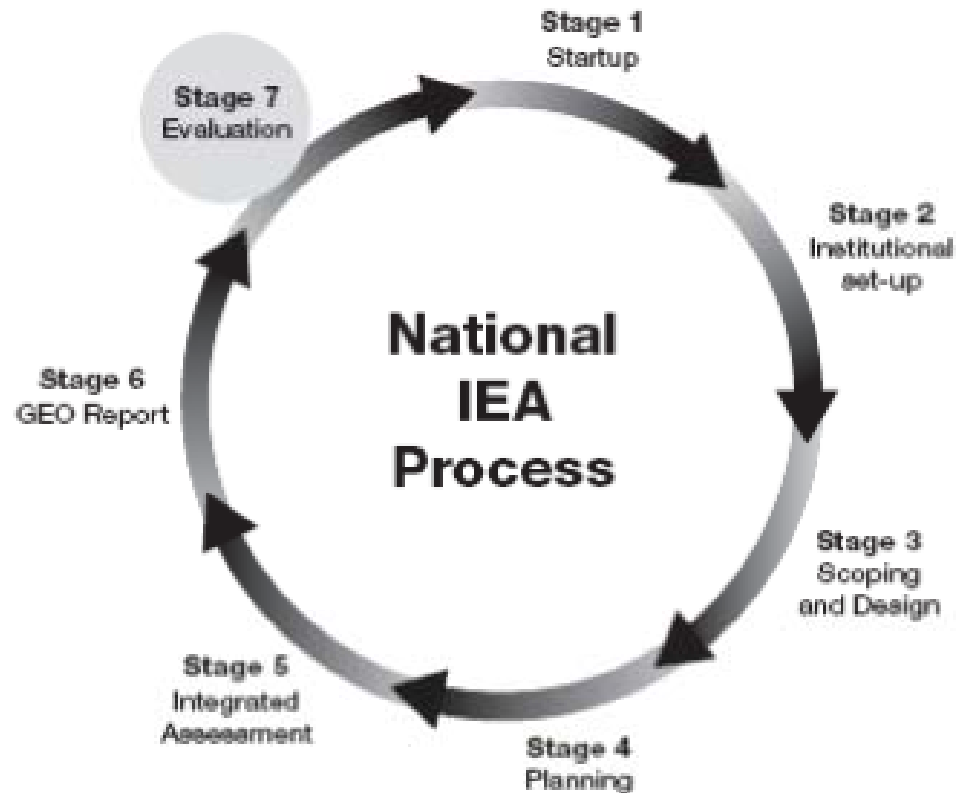 Stage 1
Startup
Stage 7
Evaluation
Stage 2
Institutional
set-up
National
IEA
Process
Stage 6
GEO Report
Stage 3
Scoping
and Design
Stage 5
Integrated
Assessment
Stage 4
Planning